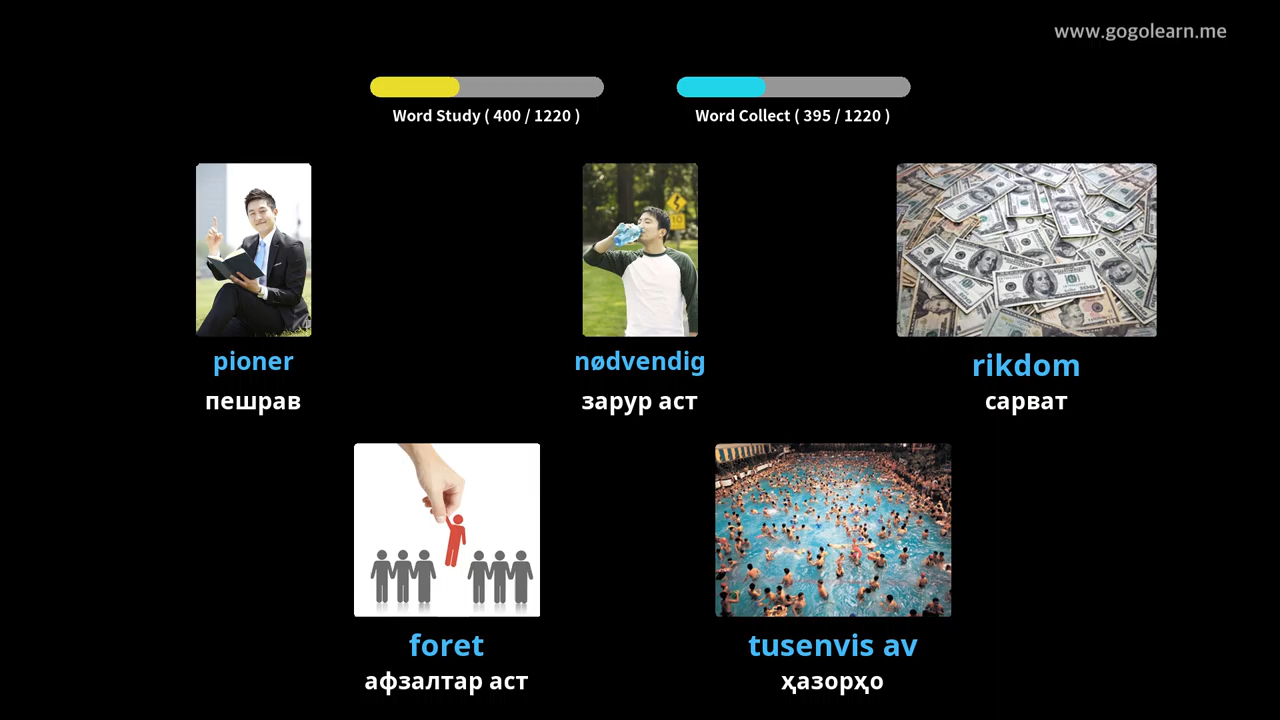 www.gogolearn.me
Word Study ( 400 / 1220 )
Word Collect ( 395 / 1220 )
pioner
пешрав
nødvendig
зарур аст
rikdom
сарват
foret
афзалтар аст
tusenvis av
ҳазорҳо